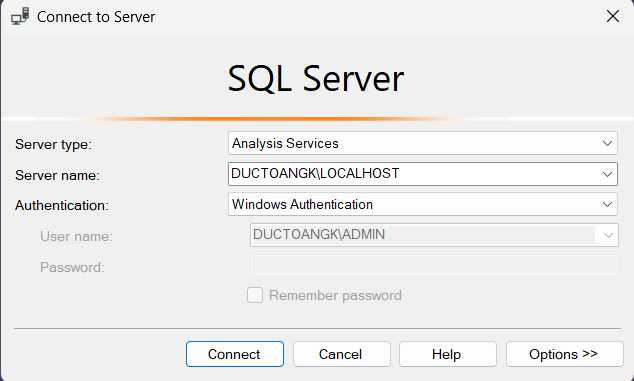 Connect to Server
SQL Server
Server type: Analysis Services
Server name: DUCTOANGK\LOCALHOST
Authentication: Windows Authentication
User name: DUCTOANGK\ADMIN
Password:
Remember password
Connect Cancel Help Options >>